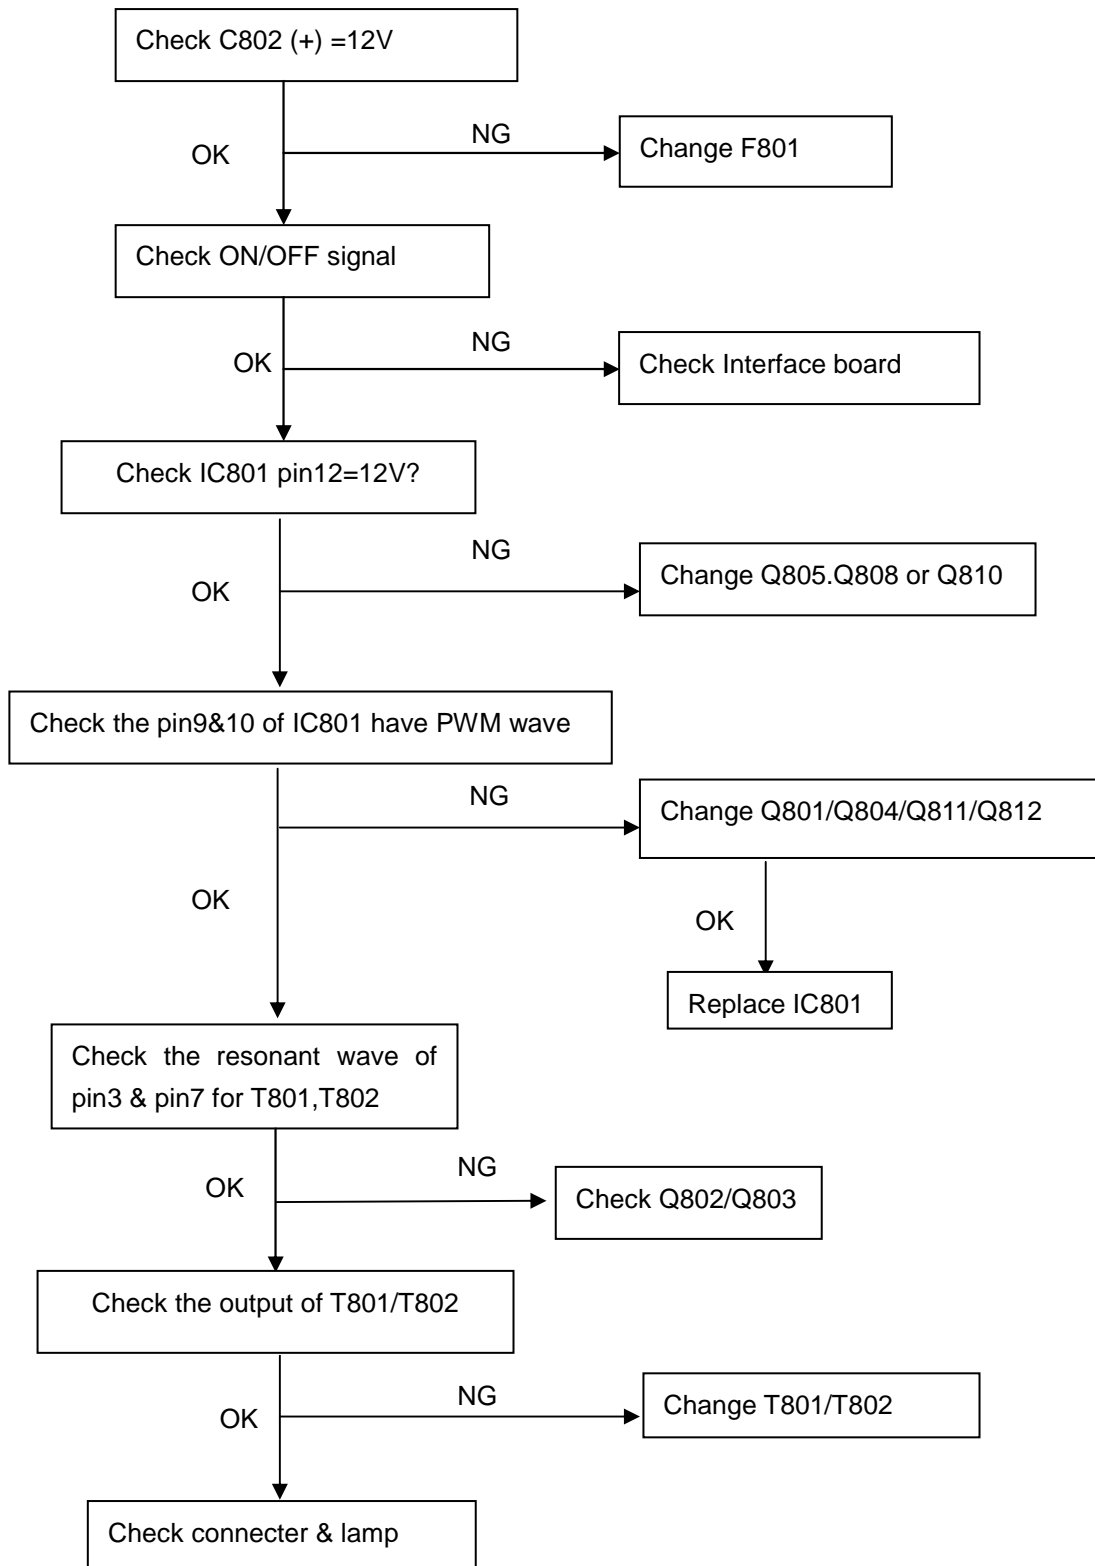 Check C802 (+) =12V
NG
OK
Change F801
Check ON/OFF signal
NG
OK
Check Interface board
Check IC801 pin12=12V?
NG
OK
Change Q805.Q808 or Q810
Check the pin9&10 of IC801 have PWM wave
NG
Change Q801/Q804/Q811/Q812
OK
OK
Replace IC801
Check the resonant wave of
pin3 & pin7 for T801,T802
NG
OK
Check Q802/Q803
Check the output of T801/T802
NG
OK
Change T801/T802
Check connecter & lamp